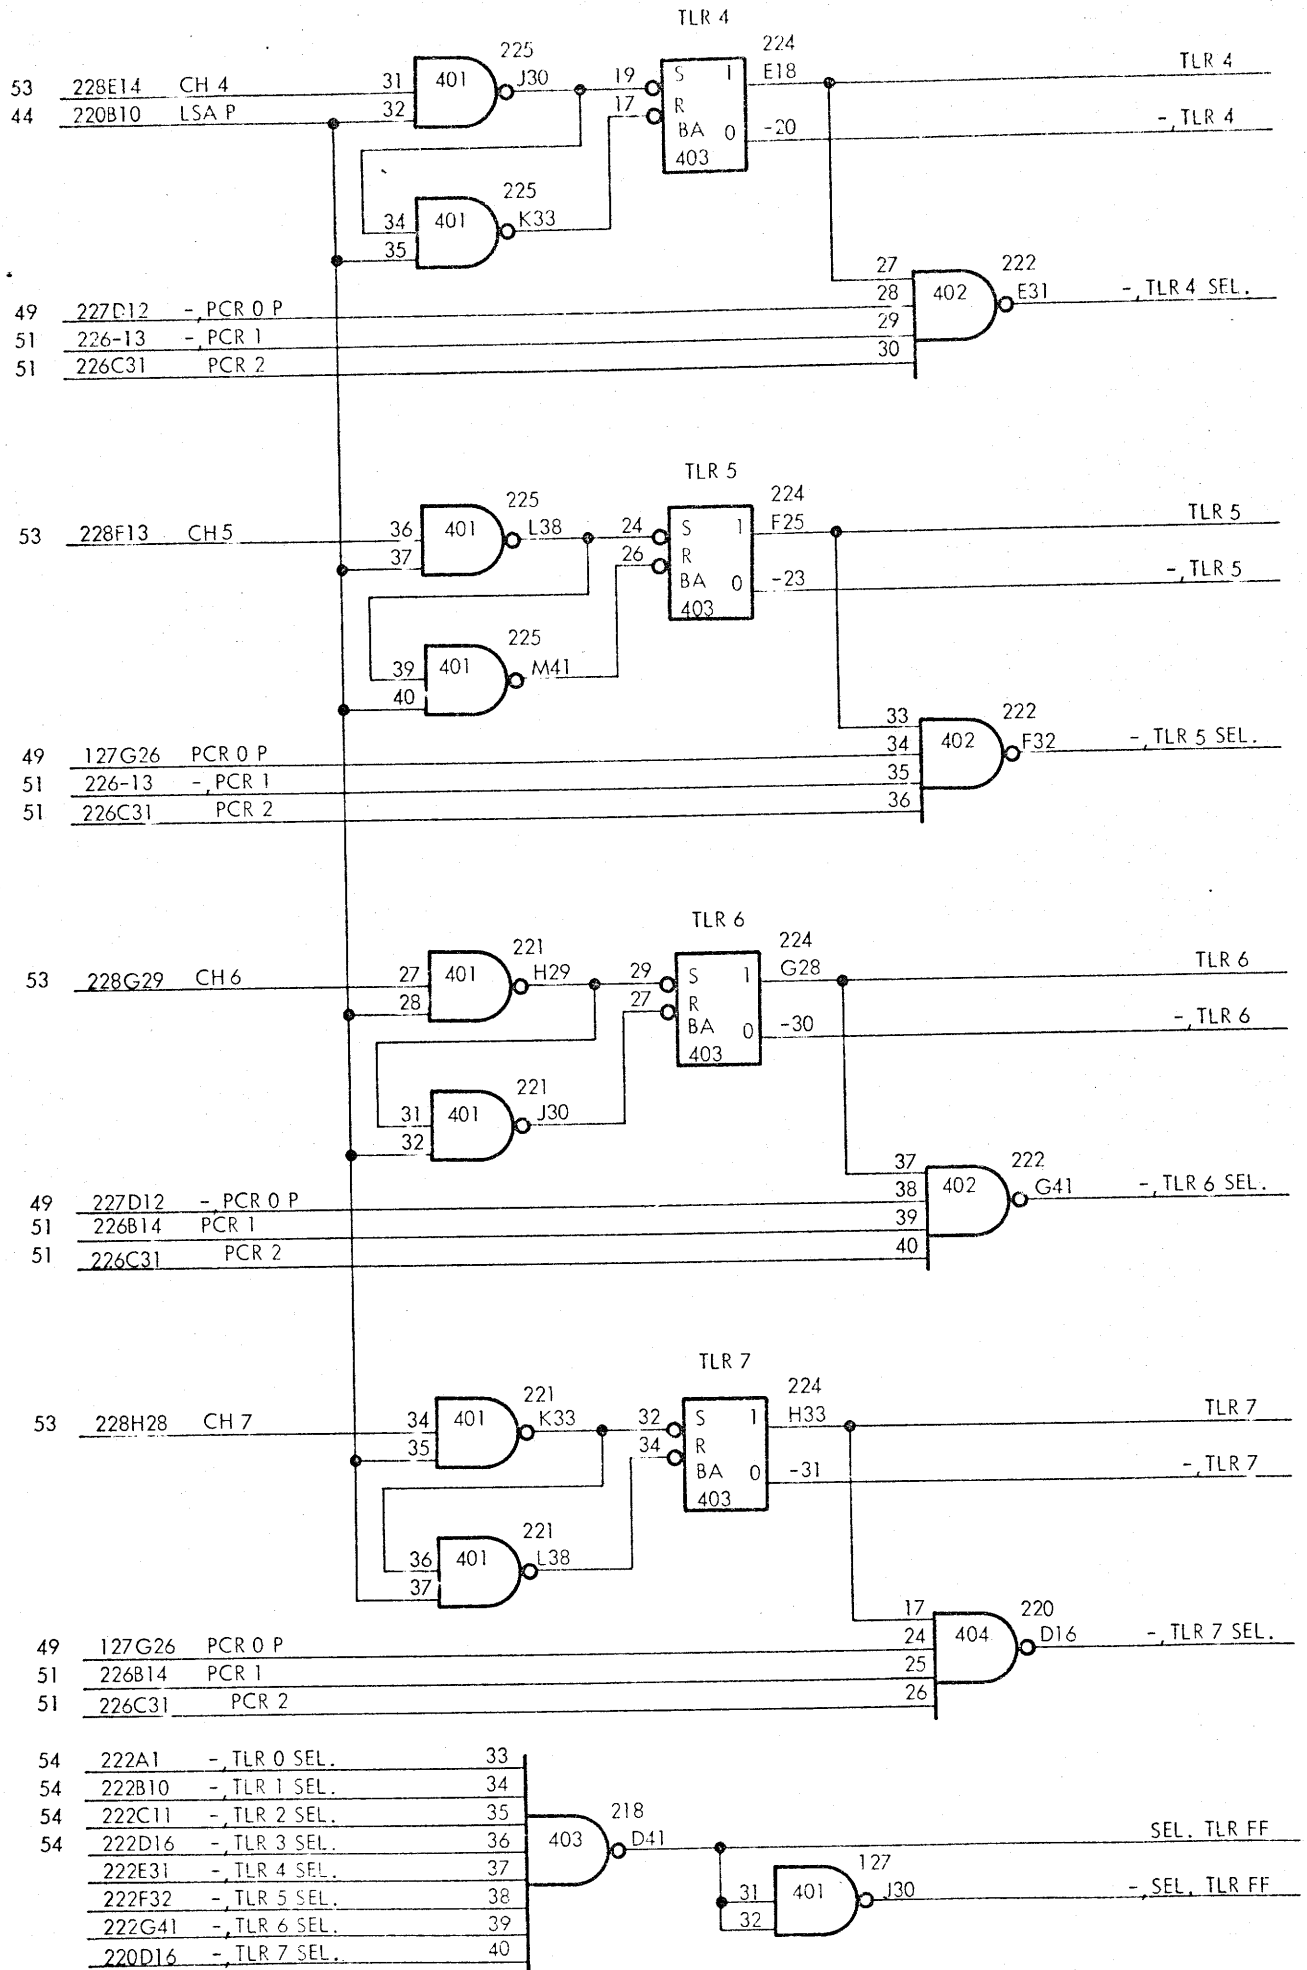 TLR 4
225
224
53 228E14 CH 4 31 401 J30 19 S 1 E18 TLR 4
44 220B10 LSA P 32 17 R
BA 0 -20 -, TLR 4
403
225
34 401 K33
35
222
27 402 E31 -, TLR 4 SEL.
49 227D12 -, PCR 0 P 28
51 226-13 -, PCR 1 29
51 226C31 PCR 2 30
TLR 5
225
224
53 228F13 CH 5 36 401 L38 24 S 1 F25 TLR 5
37 26 R
BA 0 -23 -, TLR 5
403
225
39 401 M41
40
222
33 402 F32 -, TLR 5 SEL.
49 127G26 PCR 0 P 34
51 226-13 -, PCR 1 35
51 226C31 PCR 2 36
TLR 6
221
224
53 228G29 CH 6 27 401 H29 29 S 1 G28 TLR 6
28 27 R
BA 0 -30 -, TLR 6
403
221
31 401 J30
32
222
37 402 G41 -, TLR 6 SEL.
49 227D12 -, PCR 0 P 38
51 226B14 PCR 1 39
51 226C31 PCR 2 40
TLR 7
221
224
53 228H28 CH 7 34 401 K33 32 S 1 H33 TLR 7
35 34 R
BA 0 -31 -, TLR 7
403
221
36 401 L38
37
220
17 404 D16 -, TLR 7 SEL.
49 127G26 PCR 0 P 24
51 226B14 PCR 1 25
51 226C31 PCR 2 26
54 222A1 -, TLR 0 SEL. 33
54 222B10 -, TLR 1 SEL. 34
54 222C11 -, TLR 2 SEL. 35 218
54 222D16 -, TLR 3 SEL. 36 403 D41 SEL. TLR FF
222E31 -, TLR 4 SEL. 37 127
222F32 -, TLR 5 SEL. 38 31 401 J30 -, SEL. TLR FF
222G41 -, TLR 6 SEL. 39 32
220D16 -, TLR 7 SEL. 40